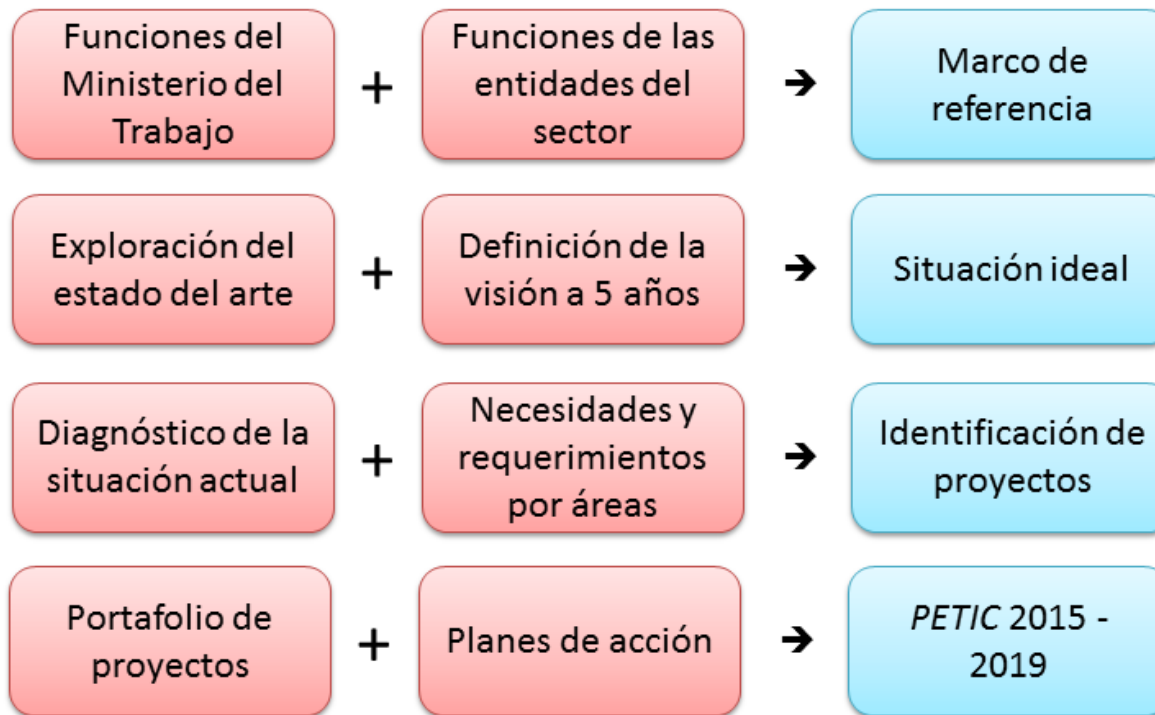 Funciones del
Ministerio del
Trabajo
+
Funciones de las
entidades del
sector
→
Marco de
referencia
Exploración del
estado del arte
+
Definición de la
visión a 5 años
→
Situación ideal
Diagnóstico de la
situación actual
+
Necesidades y
requerimientos
por áreas
→
Identificación de
proyectos
Portafolio de
proyectos
+
Planes de acción
→
PETIC 2015 -
2019